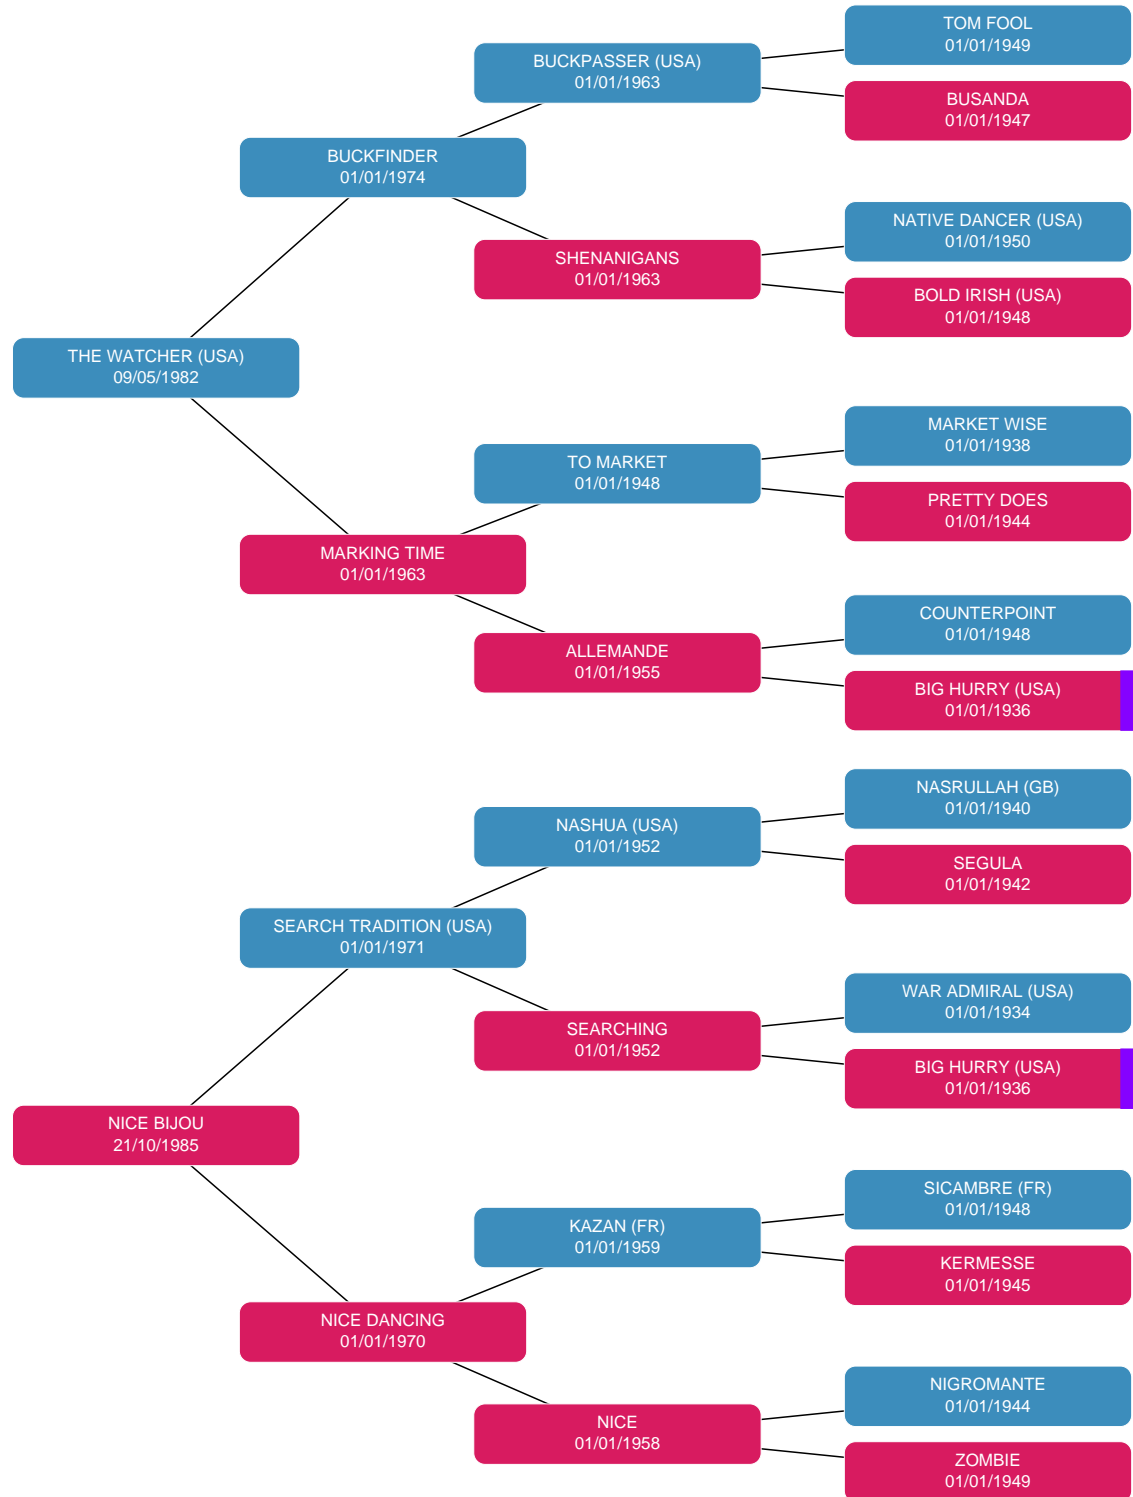 TOM FOOL
01/01/1949
BUCKPASSER (USA)
01/01/1963
BUSANDA
01/01/1947
BUCKFINDER
01/01/1974
NATIVE DANCER (USA)
01/01/1950
SHENANIGANS
01/01/1963
BOLD IRISH (USA)
01/01/1948
THE WATCHER (USA)
09/05/1982
MARKET WISE
01/01/1938
TO MARKET
01/01/1948
PRETTY DOES
01/01/1944
MARKING TIME
01/01/1963
COUNTERPOINT
01/01/1948
ALLEMANDE
01/01/1955
BIG HURRY (USA)
01/01/1936
NASRULLAH (GB)
01/01/1940
NASHUA (USA)
01/01/1952
SEGULA
01/01/1942
SEARCH TRADITION (USA)
01/01/1971
WAR ADMIRAL (USA)
01/01/1934
SEARCHING
01/01/1952
BIG HURRY (USA)
01/01/1936
NICE BIJOU
21/10/1985
SICAMBRE (FR)
01/01/1948
KAZAN (FR)
01/01/1959
KERMESSE
01/01/1945
NICE DANCING
01/01/1970
NIGROMANTE
01/01/1944
NICE
01/01/1958
ZOMBIE
01/01/1949